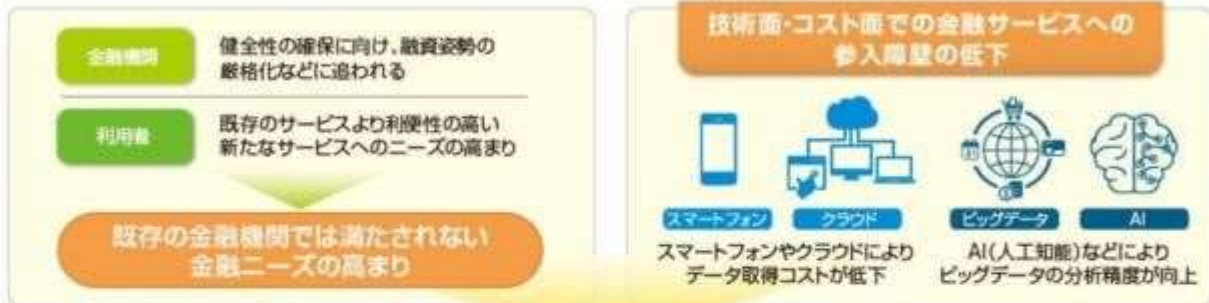 金融機関
健全性の確保に向け、融資姿勢の
厳格化などに追われる
利用者
既存のサービスより利便性の高い
新たなサービスへのニーズの高まり
既存の金融機関では満たされない
金融ニーズの高まり
技術面・コスト面での金融サービスへの
参入障壁の低下
スマートフォン
クラウド
ビッグデータ
AI
スマートフォンやクラウドにより
データ取得コストが低下
AI(人工知能)などにより
ビッグデータの分析精度が向上